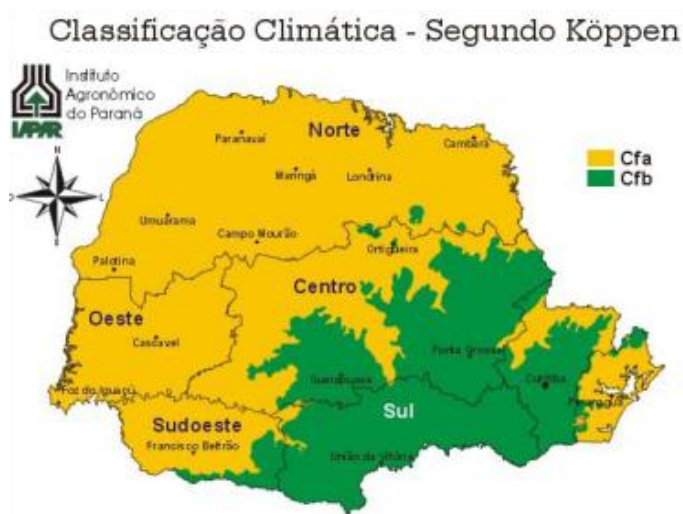 Classificação Climática - Segundo Köppen
Instituto
Agronômico
do Paraná
IAPAR
N
O
L
S
Cfa
Cfb
Norte
Paranavaí
Cambará
Maringá
Londrina
Umuarama
Campo Mourão
Ortigueira
Palotina
Centro
Oeste
Cascavel
Ponta Grossa
Guarapuava
Curitiba
Foz do Iguaçú
Paranaguá
Sudoeste
Sul
Francisco Beltrão
União da Vitória